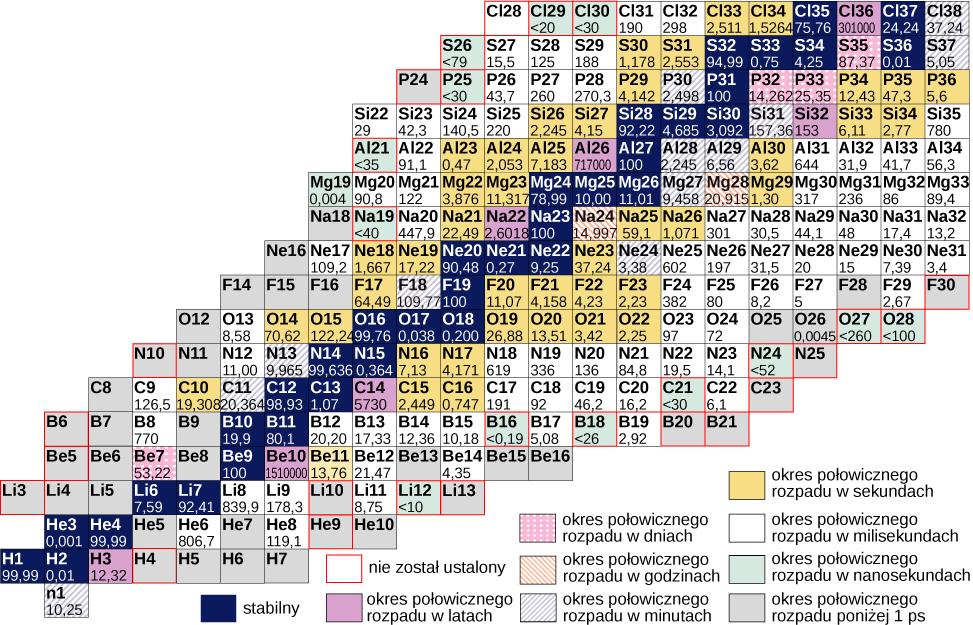 Cl28 Cl29 Cl30 Cl31 Cl32 Cl33 Cl34 Cl35 Cl36 Cl37 Cl38
<20 <30 190 298 2,511 1,5264 75,76 301000 24,24 37,24
S26 S27 S28 S29 S30 S31 S32 S33 S34 S35 S36 S37
<79 15,5 125 188 1,178 2,553 94,99 0,75 4,25 87,37 0,01 5,05
P24 P25 P26 P27 P28 P29 P30 P31 P32 P33 P34 P35 P36
<30 43,7 260 270,3 4,142 2,498 100 14,262 25,35 12,43 47,3 5,6
Si22 Si23 Si24 Si25 Si26 Si27 Si28 Si29 Si30 Si31 Si32 Si33 Si34 Si35
29 42,3 140,5 220 2,245 4,15 92,22 4,685 3,092 157,36 153 6,11 2,77 780
Al21 Al22 Al23 Al24 Al25 Al26 Al27 Al28 Al29 Al30 Al31 Al32 Al33 Al34
<35 91,1 0,47 2,053 7,183 717000 100 2,245 6,56 3,62 644 31,9 41,7 56,3
Mg19 Mg20 Mg21 Mg22 Mg23 Mg24 Mg25 Mg26 Mg27 Mg28 Mg29 Mg30 Mg31 Mg32 Mg33
0,004 90,8 122 3,876 11,317 78,99 10,00 11,01 9,458 20,915 1,30 317 236 86 89,4
Na18 Na19 Na20 Na21 Na22 Na23 Na24 Na25 Na26 Na27 Na28 Na29 Na30 Na31 Na32
<40 447,9 22,49 2,6018 100 14,997 59,1 1,071 301 30,5 44,1 48 17,4 13,2
Ne16 Ne17 Ne18 Ne19 Ne20 Ne21 Ne22 Ne23 Ne24 Ne25 Ne26 Ne27 Ne28 Ne29 Ne30 Ne31
109,2 1,667 17,22 90,48 0,27 9,25 37,24 3,38 602 197 31,5 20 15 7,39 3,4
F14 F15 F16 F17 F18 F19 F20 F21 F22 F23 F24 F25 F26 F27 F28 F29 F30
64,49 109,77 100 11,07 4,158 4,23 2,23 382 80 8,2 5 2,67
O12 O13 O14 O15 O16 O17 O18 O19 O20 O21 O22 O23 O24 O25 O26 O27 O28
8,58 70,62 122,24 99,76 0,038 0,200 26,88 13,51 3,42 2,25 97 72 0,0045 <260 <100
N10 N11 N12 N13 N14 N15 N16 N17 N18 N19 N20 N21 N22 N23 N24 N25
11,00 9,965 99,636 0,364 7,13 4,171 619 336 136 84,8 19,5 14,1 <52
C8 C9 C10 C11 C12 C13 C14 C15 C16 C17 C18 C19 C20 C21 C22 C23
126,5 19,308 20,364 98,93 1,07 5730 2,449 0,747 191 92 46,2 16,2 <30 6,1
B6 B7 B8 B9 B10 B11 B12 B13 B14 B15 B16 B17 B18 B19 B20 B21
770 19,9 80,1 20,20 17,33 12,36 10,18 <0,19 5,08 <26 2,92
Be5 Be6 Be7 Be8 Be9 Be10 Be11 Be12 Be13 Be14 Be15 Be16
53,22 100 1510000 13,76 21,47 4,35
Li3 Li4 Li5 Li6 Li7 Li8 Li9 Li10 Li11 Li12 Li13
7,59 92,41 839,9 178,3 8,75 <10
He3 He4 He5 He6 He7 He8 He9 He10
0,001 99,99 806,7 119,1
H1 H2 H3 H4 H5 H6 H7
99,99 0,01 12,32
n1
10,25
stabilny
nie został ustalony
okres połowicznego
rozpadu w latach
okres połowicznego
rozpadu w dniach
okres połowicznego
rozpadu w godzinach
okres połowicznego
rozpadu w minutach
okres połowicznego
rozpadu w sekundach
okres połowicznego
rozpadu w milisekundach
okres połowicznego
rozpadu w nanosekundach
okres połowicznego
rozpadu poniżej 1 ps